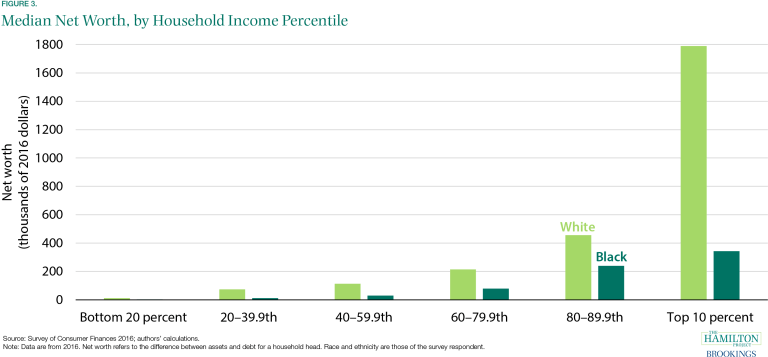 FIGURE 3.
Median Net Worth, by Household Income Percentile
Net worth
(thousands of 2016 dollars)
1800
1600
1400
1200
1000
800
600
400
200
0
White
Black
Bottom 20 percent
20–39.9th
40–59.9th
60–79.9th
80–89.9th
Top 10 percent
Source: Survey of Consumer Finances 2016; authors' calculations.
Note: Data are from 2016. Net worth refers to the difference between assets and debt for a household head. Race and ethnicity are those of the survey respondent.
THE
HAMILTON
PROJECT
BROOKINGS